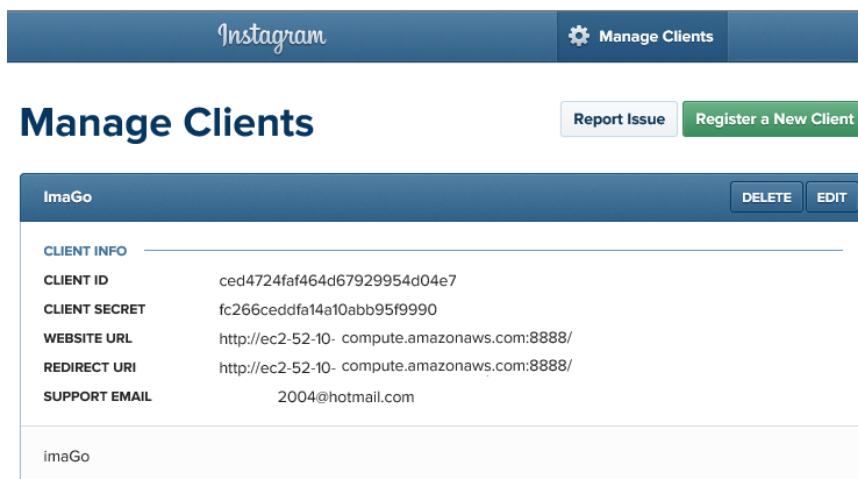 Instagram Manage Clients
Manage Clients Report Issue Register a New Client
ImaGo DELETE EDIT
CLIENT INFO
CLIENT ID ced4724faf464d67929954d04e7
CLIENT SECRET fc266ceddfa14a10abb95f9990
WEBSITE URL http://ec2-52-10- compute.amazonaws.com:8888/
REDIRECT URI http://ec2-52-10- compute.amazonaws.com:8888/
SUPPORT EMAIL 2004@hotmail.com
imaGo